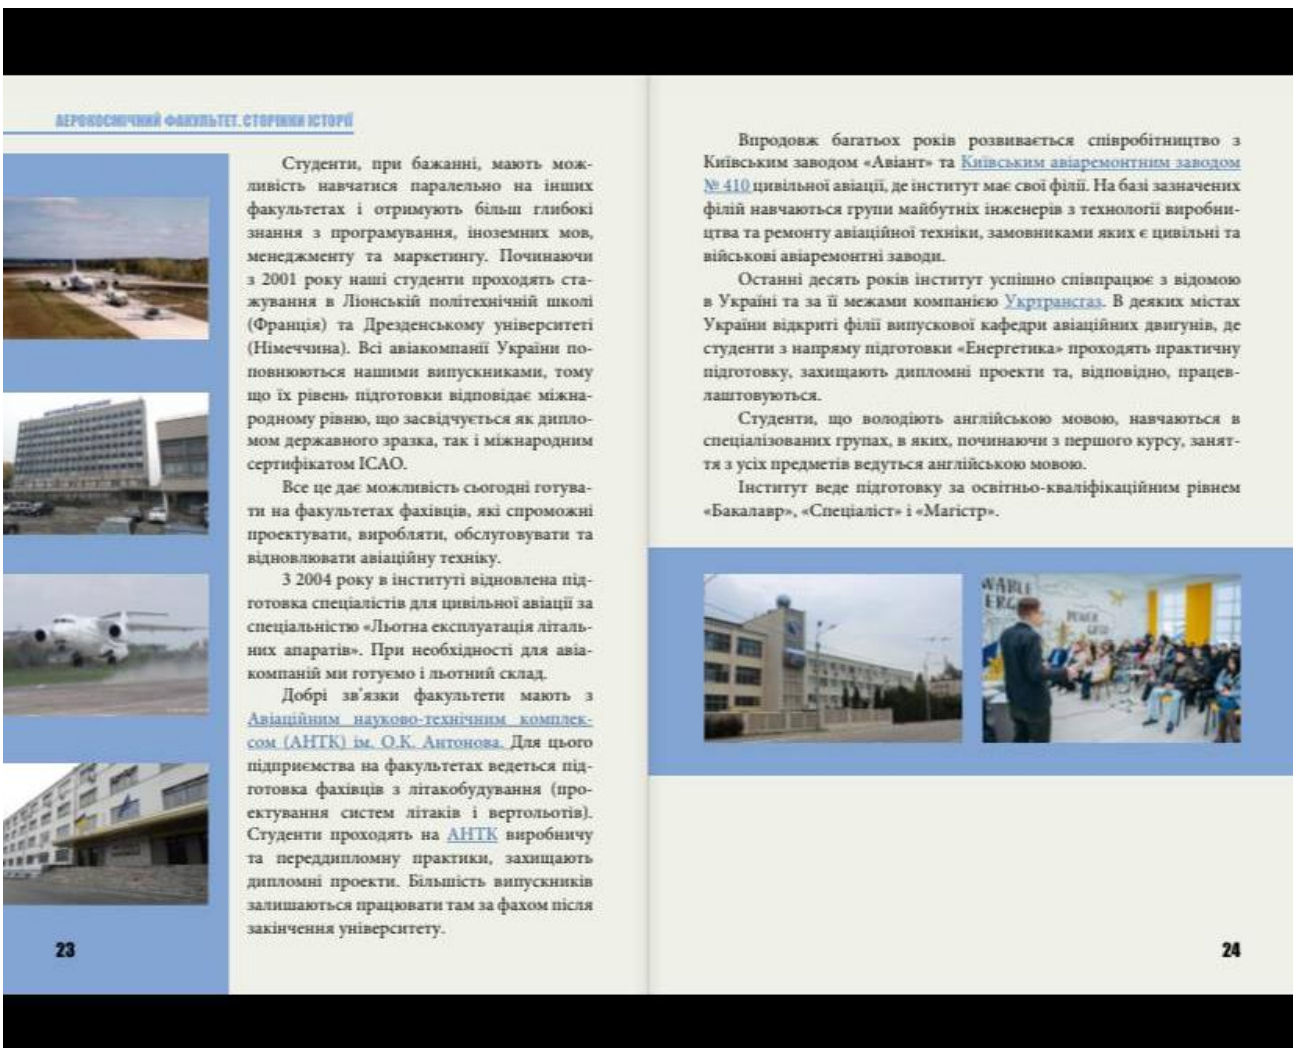 АЕРОКОСМІЧНИЙ ФАКУЛЬТЕТ. СТОРІНКИ ІСТОРІЇ
Студенти, при бажанні, мають мож-
ливість навчатися паралельно на інших
факультетах і отримують більш глибокі
знання з програмування, іноземних мов,
менеджменту та маркетингу. Починаючи
з 2001 року наші студенти проходять ста-
жування в Ліонській політехнічній школі
(Франція) та Дрезденському університеті
(Німеччина). Всі авіакомпанії України по-
повнюються нашими випускниками, тому
що їх рівень підготовки відповідає міжна-
родному рівню, що засвідчується як дипло-
мом державного зразка, так і міжнародним
сертифікатом ІСАО.
Все це дає можливість сьогодні готува-
ти на факультетах фахівців, які спроможні
проектувати, виробляти, обслуговувати та
відновлювати авіаційну техніку.
З 2004 року в інституті відновлена під-
готовка спеціалістів для цивільної авіації за
спеціальністю «Льотна експлуатація літаль-
них апаратів». При необхідності для авіа-
компаній ми готуємо і льотний склад.
Добрі зв'язки факультети мають з
Авіаційним науково-технічним комплек-
сом (АНТК) ім. О.К. Антонова. Для цього
підприємства на факультетах ведеться під-
готовка фахівців з літакобудування (про-
ектування систем літаків і вертольотів).
Студенти проходять на АНТК виробничу
та переддипломну практики, захищають
дипломні проекти. Більшість випускників
залишаються працювати там за фахом після
закінчення університету.
23
Впродовж багатьох років розвивається співробітництво з
Київським заводом «Авіант» та Київським авіаремонтним заводом
№ 410 цивільної авіації, де інститут має свої філії. На базі зазначених
філій навчаються групи майбутніх інженерів з технології виробни-
цтва та ремонту авіаційної техніки, замовниками яких є цивільні та
військові авіаремонтні заводи.
Останні десять років інститут успішно співпрацює з відомою
в Україні та за її межами компанією Укртрансгаз. В деяких містах
України відкриті філії випускової кафедри авіаційних двигунів, де
студенти з напряму підготовки «Енергетика» проходять практичну
підготовку, захищають дипломні проекти та, відповідно, працев-
лаштовуються.
Студенти, що володіють англійською мовою, навчаються в
спеціалізованих групах, в яких, починаючи з першого курсу, занят-
тя з усіх предметів ведуться англійською мовою.
Інститут веде підготовку за освітньо-кваліфікаційним рівнем
«Бакалавр», «Спеціаліст» і «Магістр».
WABLE
ERG
POWER
24